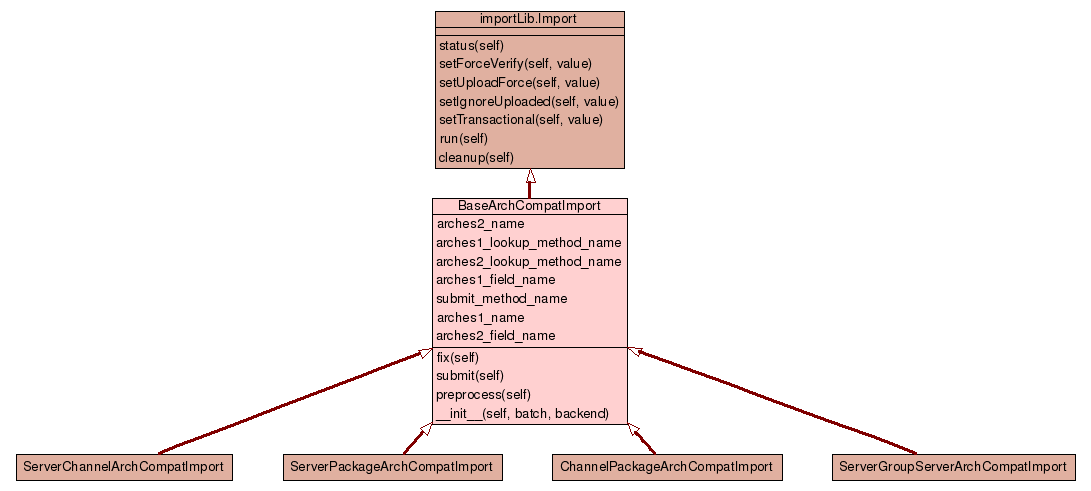 importLib.Import
status(self)
setForceVerify(self, value)
setUploadForce(self, value)
setIgnoreUploaded(self, value)
setTransactional(self, value)
run(self)
cleanup(self)
BaseArchCompatImport
arches2_name
arches1_lookup_method_name
arches2_lookup_method_name
arches1_field_name
submit_method_name
arches1_name
arches2_field_name
fix(self)
submit(self)
preprocess(self)
__init__(self, batch, backend)
ServerChannelArchCompatImport
ServerPackageArchCompatImport
ChannelPackageArchCompatImport
ServerGroupServerArchCompatImport